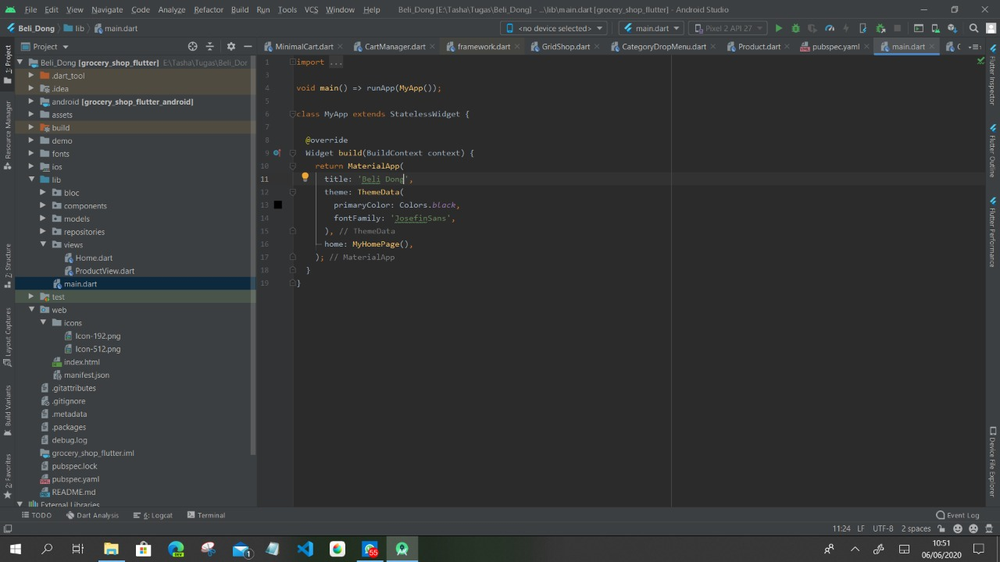 File Edit View Navigate Code Analyze Refactor Build Run Tools VCS Window Help Beli_Dong [E:\Tasha\Tugas\Beli_Dong] - ...\lib\main.dart [grocery_shop_flutter] - Android Studio
Beli_Dong lib main.dart <no device selected> main.dart Pixel 2 API 27
Project MinimalCart.dart CartManager.dart framework.dart GridShop.dart CategoryDropMenu.dart Product.dart pubspec.yaml main.dart
Beli_Dong [grocery_shop_flutter] E:\Tasha\Tugas\Beli_Dor
.dart_tool
.idea
android [grocery_shop_flutter_android]
assets
build
demo
fonts
ios
lib
bloc
components
models
repositories
views
Home.dart
ProductView.dart
main.dart
test
web
icons
Icon-192.png
Icon-512.png
index.html
manifest.json
.gitattributes
.gitignore
.metadata
.packages
debug.log
grocery_shop_flutter.iml
pubspec.lock
pubspec.yaml
README.md
External Libraries
1 import ...
3
4 void main() => runApp(MyApp());
5
6 class MyApp extends StatelessWidget {
7
8 @override
9 Widget build(BuildContext context) {
10 return MaterialApp(
11 title: 'Beli Dong',
12 theme: ThemeData(
13 primaryColor: Colors.black,
14 fontFamily: 'JosefinSans',
15 ), // ThemeData
16 home: MyHomePage(),
17 ); // MaterialApp
18 }
19 }
1: Project
Resource Manager
Z: Structure
Layout Captures
Build Variants
2: Favorites
Flutter Inspector
Flutter Outline
Flutter Performance
Device File Explorer
TODO Dart Analysis 6: Logcat Terminal Event Log
11:24 LF UTF-8 2 spaces
DEV 1 55
10:51
06/06/2020